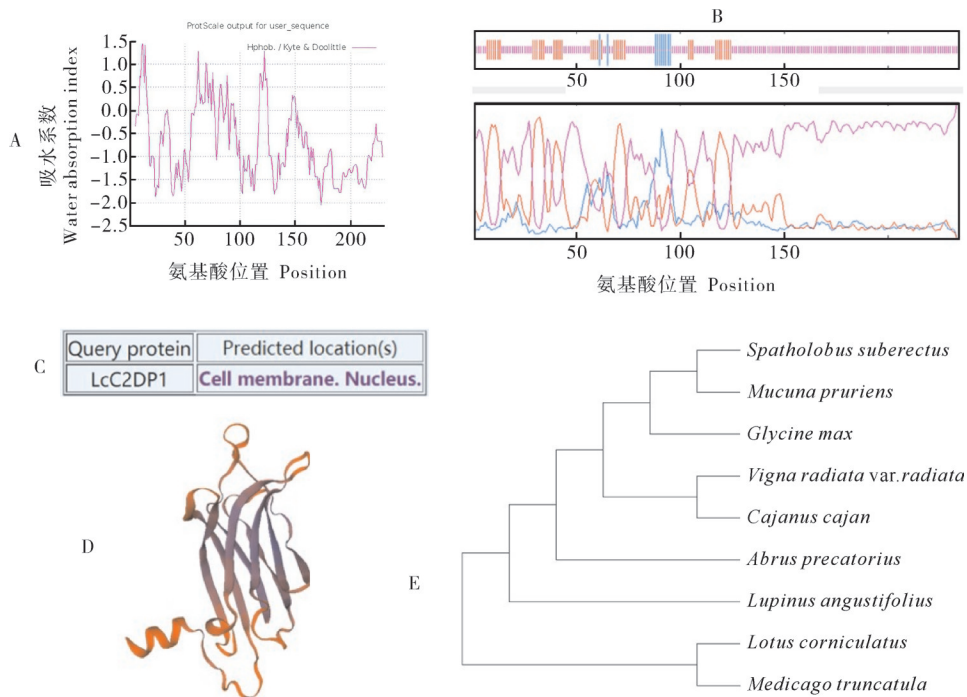 ProtScale output for user_sequence
Hphob. / Kyte & Doolittle
A
吸水系数
Water absorption index
1.5
1.0
0.5
0.0
−0.5
−1.0
−1.5
−2.0
−2.5
50 100 150 200
氨基酸位置 Position
B
50 100 150
50 100 150
氨基酸位置 Position
C
Query protein Predicted location(s)
LcC2DP1 Cell membrane. Nucleus.
D
E
Spatholobus suberectus
Mucuna pruriens
Glycine max
Vigna radiata var.radiata
Cajanus cajan
Abrus precatorius
Lupinus angustifolius
Lotus corniculatus
Medicago truncatula